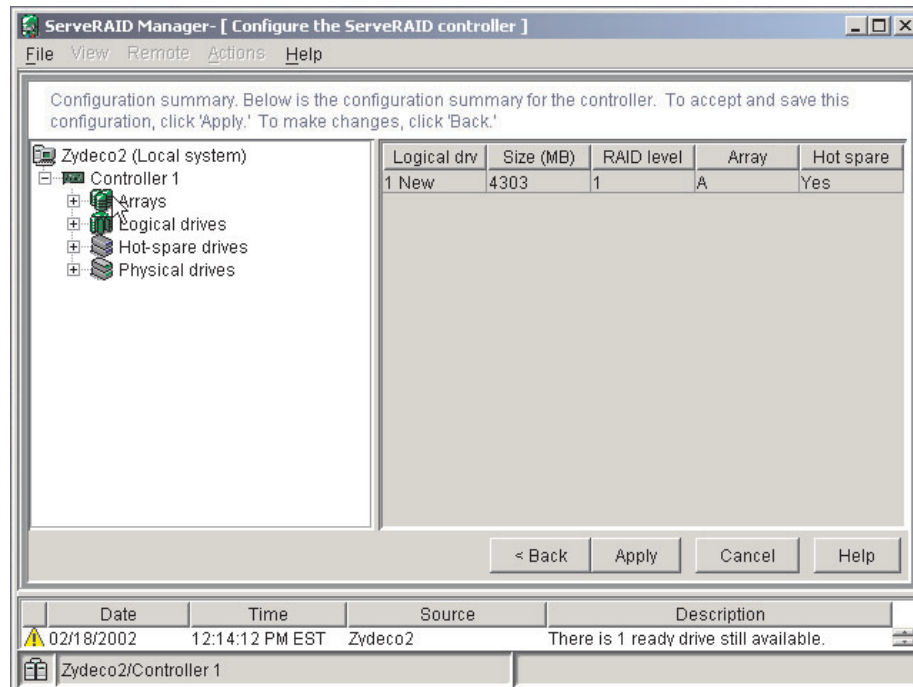 ServeRAID Manager- [ Configure the ServeRAID controller ]
File View Remote Actions Help
Configuration summary. Below is the configuration summary for the controller. To accept and save this
configuration, click 'Apply.' To make changes, click 'Back.'
Zydeco2 (Local system)
Controller 1
Arrays
Logical drives
Hot-spare drives
Physical drives
Logical drv Size (MB) RAID level Array Hot spare
1 New 4303 1 A Yes
< Back Apply Cancel Help
Date Time Source Description
02/18/2002 12:14:12 PM EST Zydeco2 There is 1 ready drive still available.
Zydeco2/Controller 1